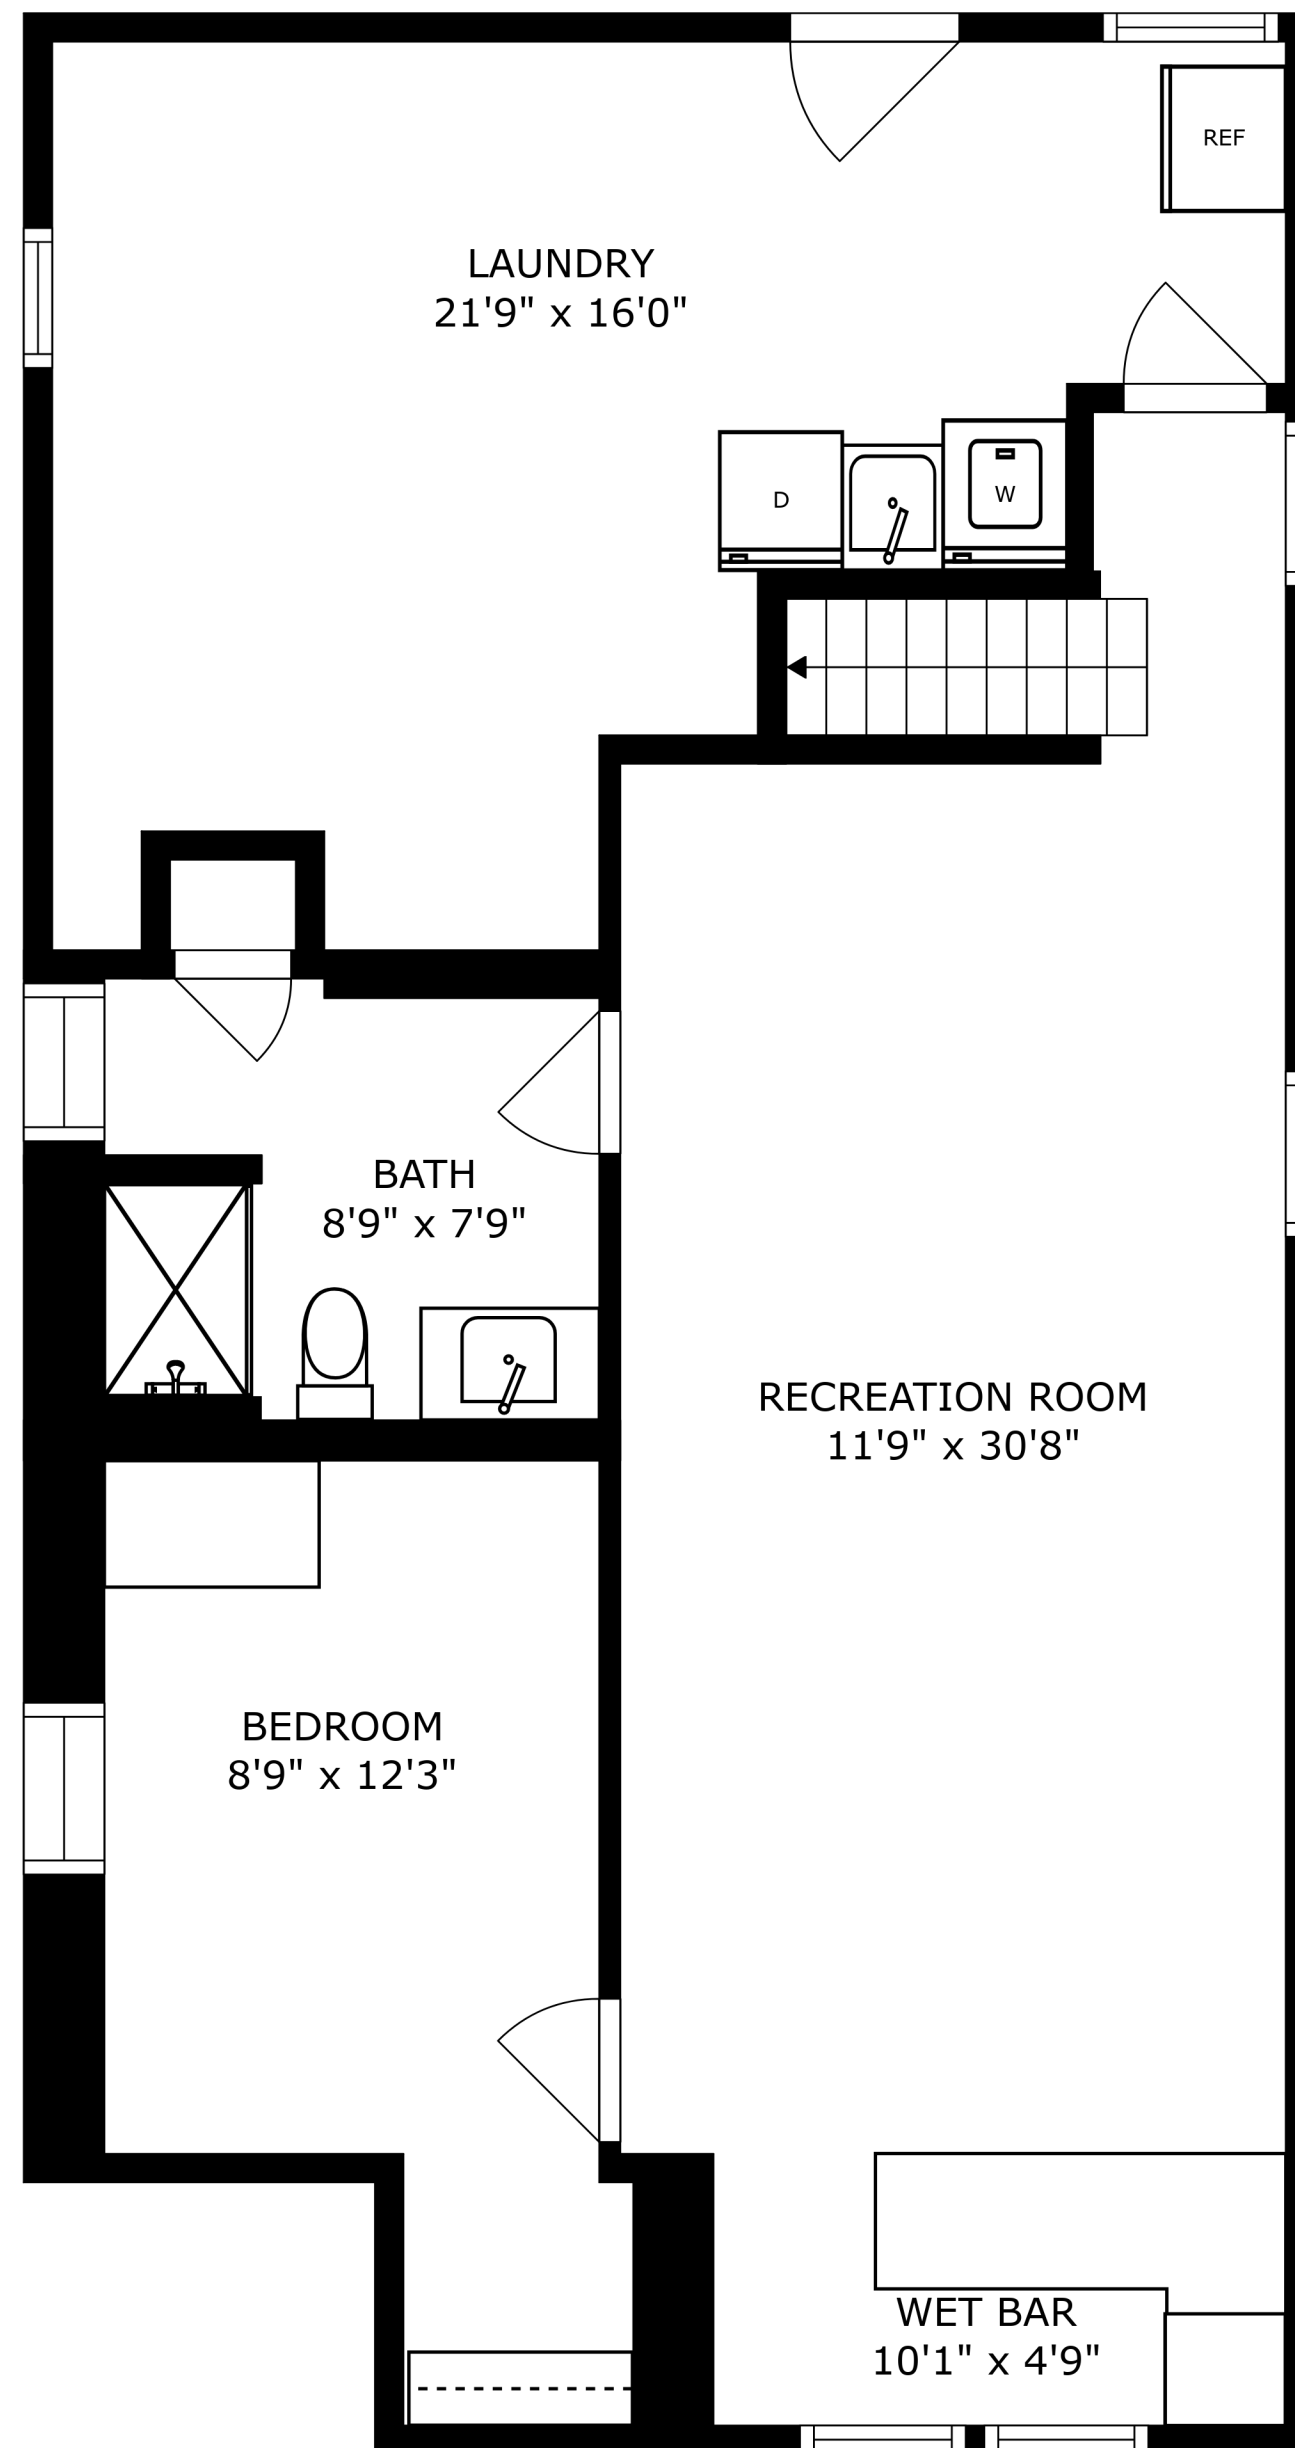 REF
LAUNDRY
21'9" x 16'0"
D
W
BATH
8'9" x 7'9"
RECREATION ROOM
11'9" x 30'8"
BEDROOM
8'9" x 12'3"
WET BAR
10'1" x 4'9"